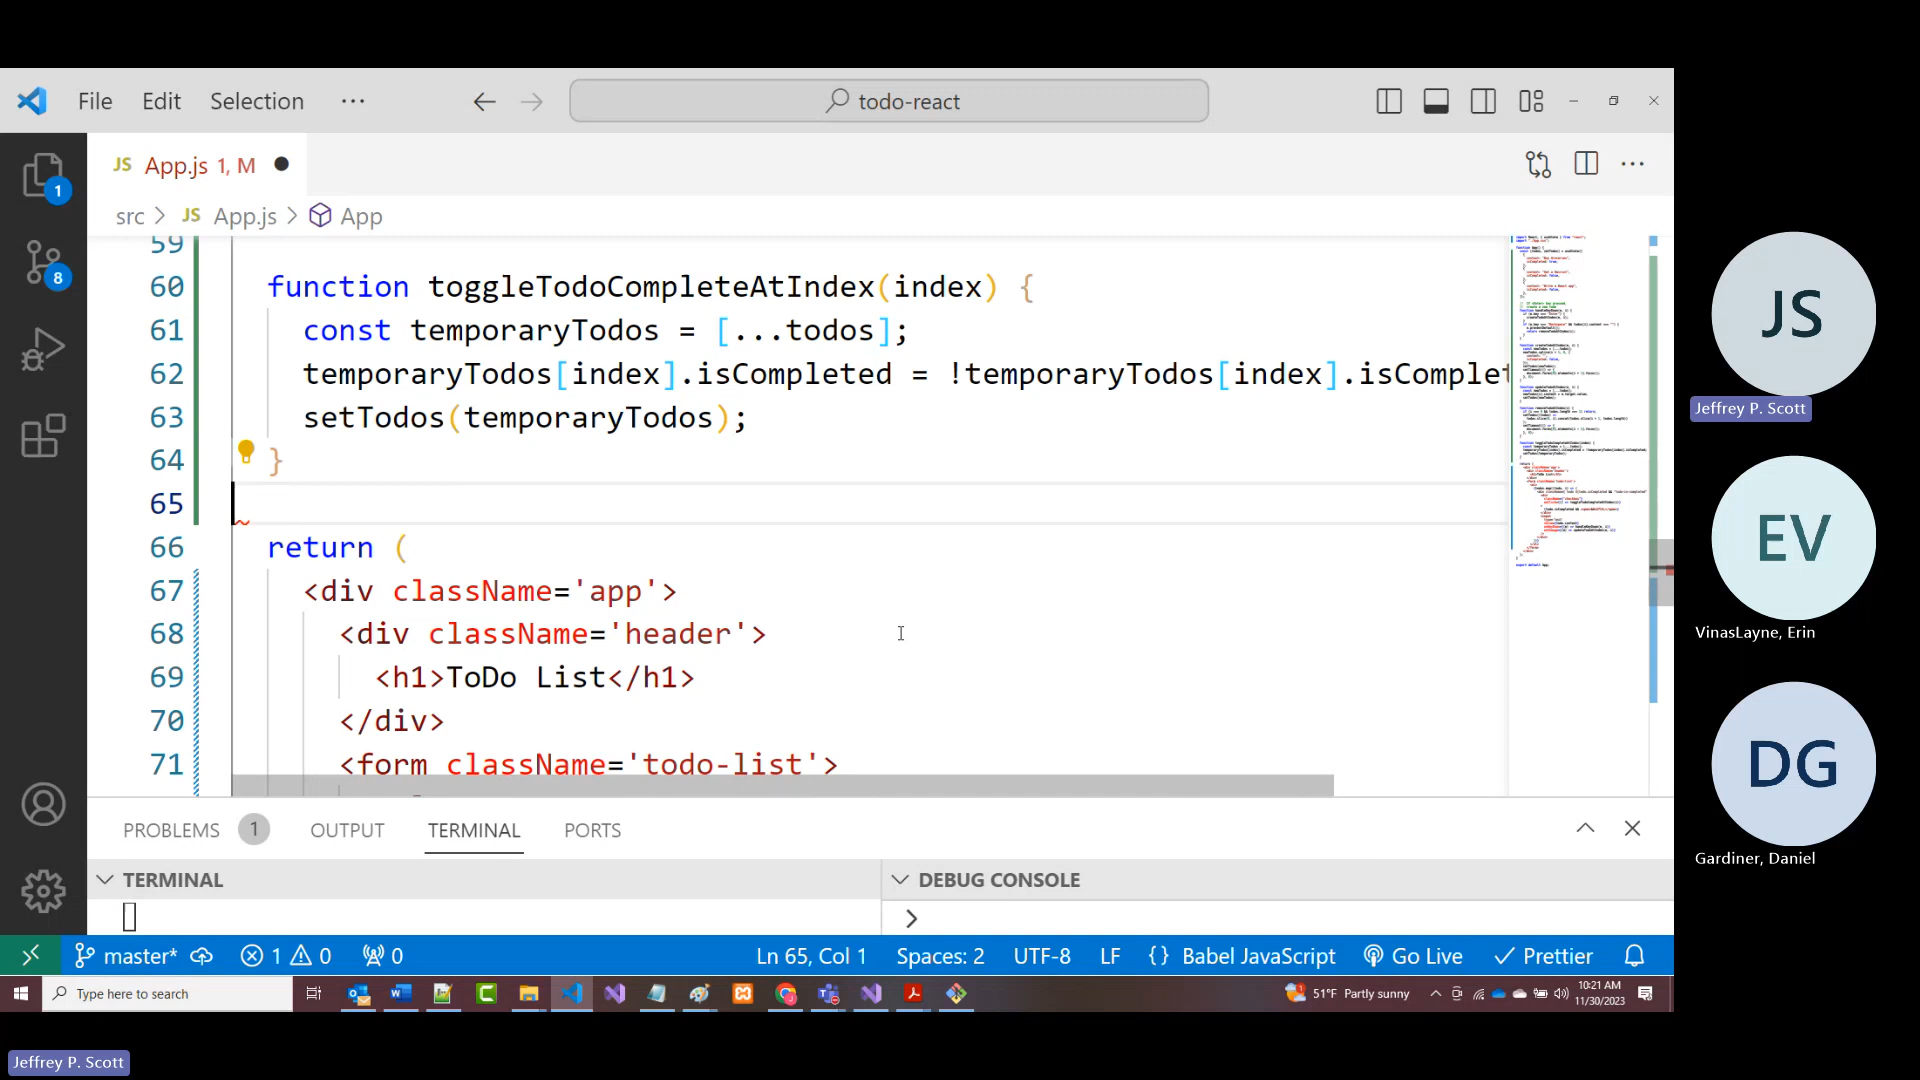 File Edit Selection ··· todo-react
JS App.js 1, M
src > JS App.js > App
59
60 function toggleTodoCompleteAtIndex(index) {
61 const temporaryTodos = [...todos];
62 temporaryTodos[index].isCompleted = !temporaryTodos[index].isComplet
63 setTodos(temporaryTodos);
64 }
65
66 return (
67 <div className='app'>
68 <div className='header'>
69 <h1>ToDo List</h1>
70 </div>
71 <form className='todo-list'>
1
8
PROBLEMS 1 OUTPUT TERMINAL PORTS
TERMINAL
DEBUG CONSOLE
>
master* 1 0 0 Ln 65, Col 1 Spaces: 2 UTF-8 LF {} Babel JavaScript Go Live Prettier
Type here to search
51°F Partly sunny
10:21 AM
11/30/2023
JS
Jeffrey P. Scott
EV
VinasLayne, Erin
DG
Gardiner, Daniel
Jeffrey P. Scott